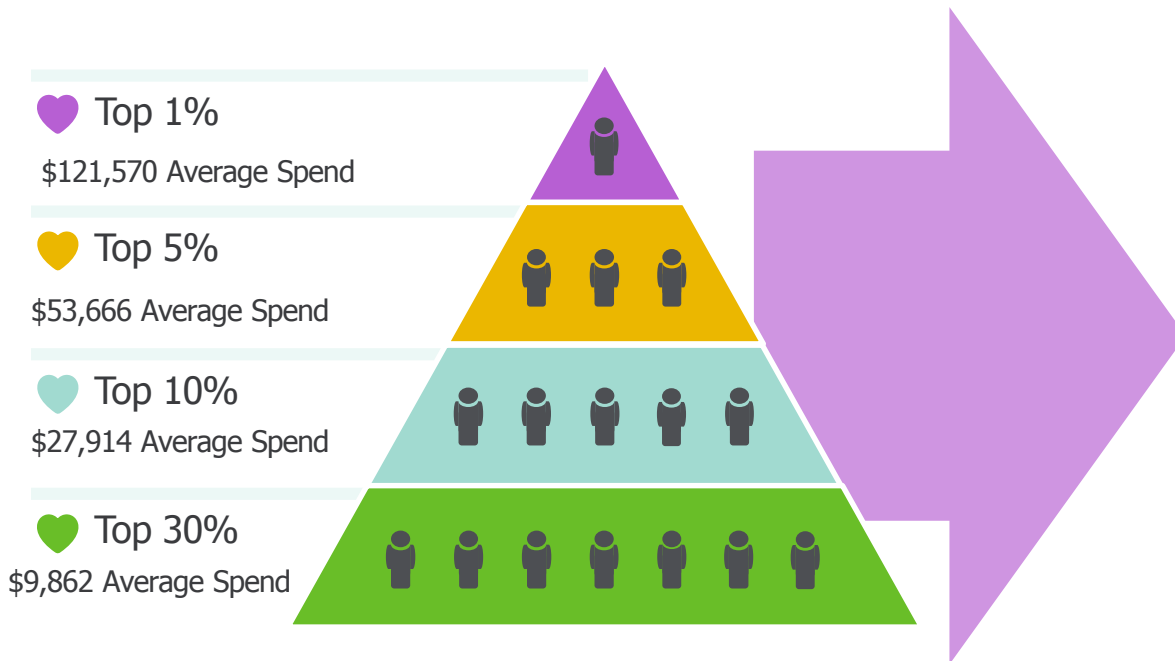 Top 1%
$121,570 Average Spend
Top 5%
$53,666 Average Spend
Top 10%
$27,914 Average Spend
Top 30%
$9,862 Average Spend